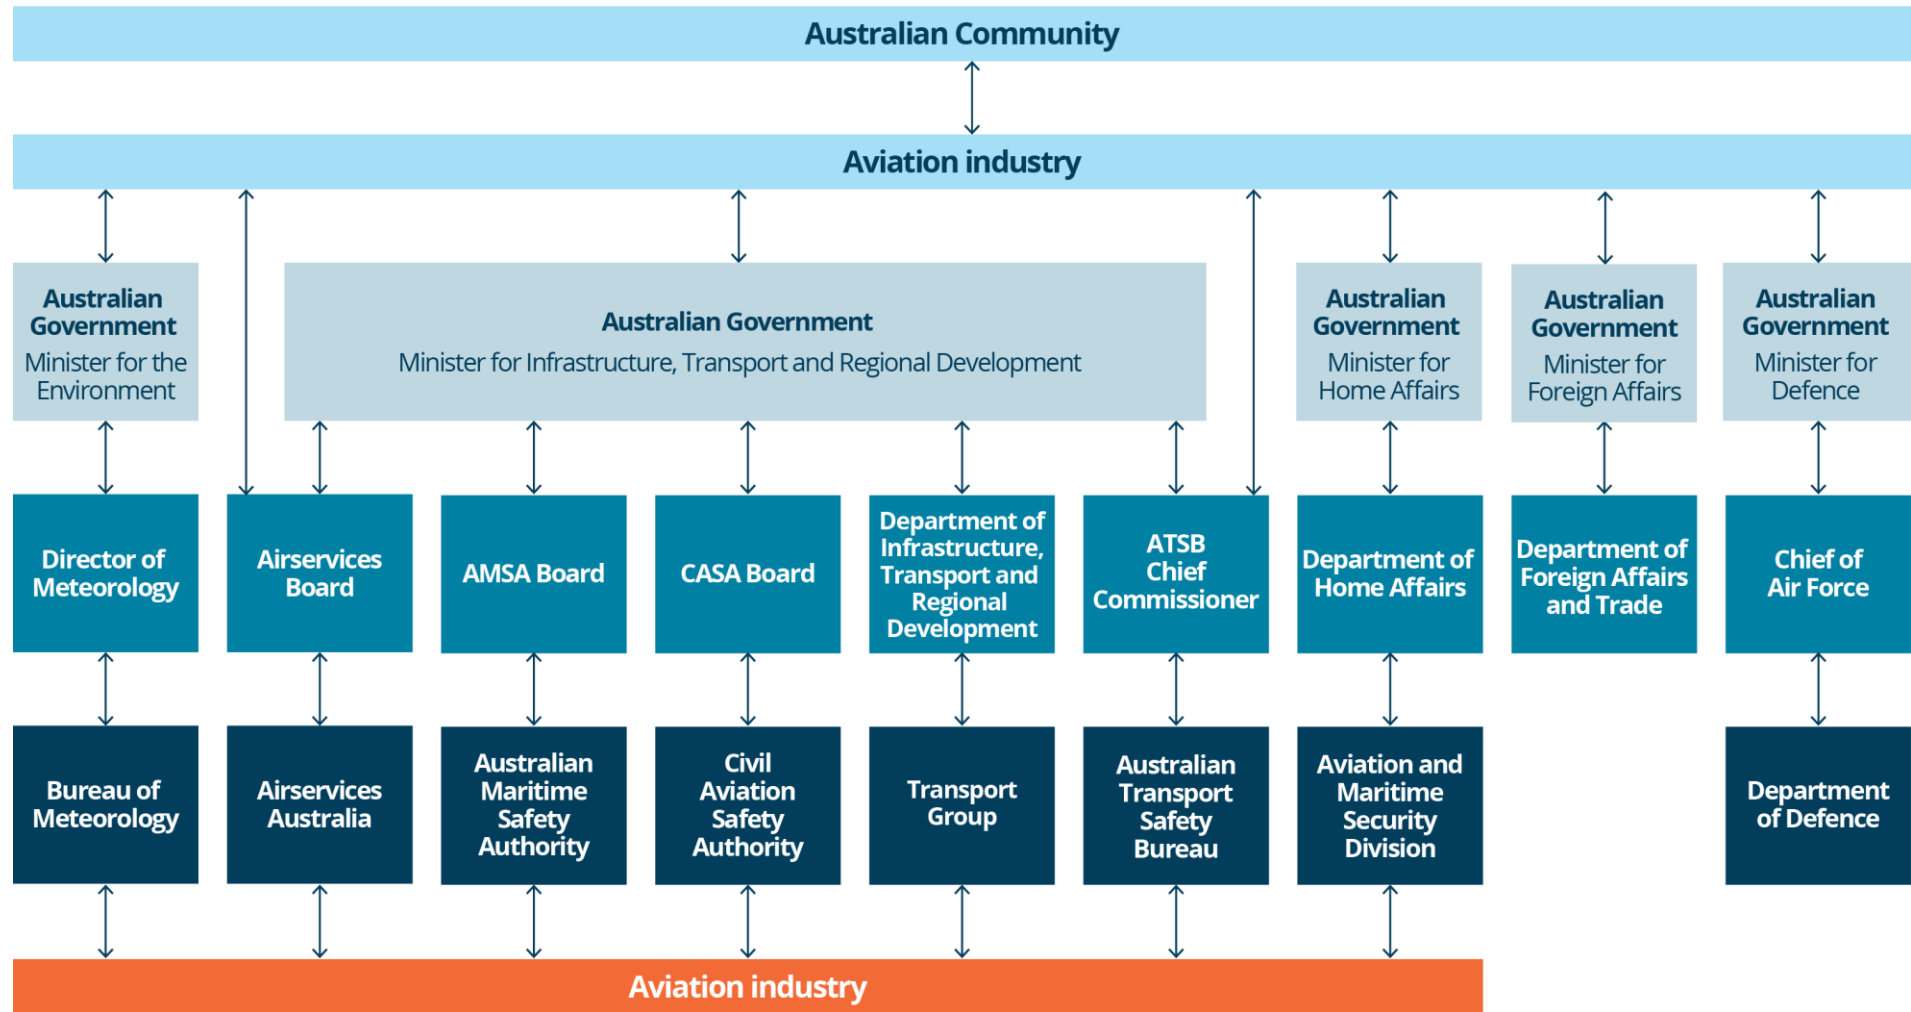 Australian Community
Aviation industry
Australian
Government
Minister for the
Environment
Australian Government
Minister for Infrastructure, Transport and Regional Development
Australian
Government
Minister for
Home Affairs
Australian
Government
Minister for
Foreign Affairs
Australian
Government
Minister for
Defence
Director of
Meteorology
Airservices
Board
AMSA Board
CASA Board
Department of
Infrastructure,
Transport and
Regional
Development
ATSB
Chief
Commissioner
Department of
Home Affairs
Department of
Foreign Affairs
and Trade
Chief of
Air Force
Bureau of
Meteorology
Airservices
Australia
Australian
Maritime
Safety
Authority
Civil
Aviation
Safety
Authority
Transport
Group
Australian
Transport
Safety
Bureau
Aviation and
Maritime
Security
Division
Department
of Defence
Aviation industry